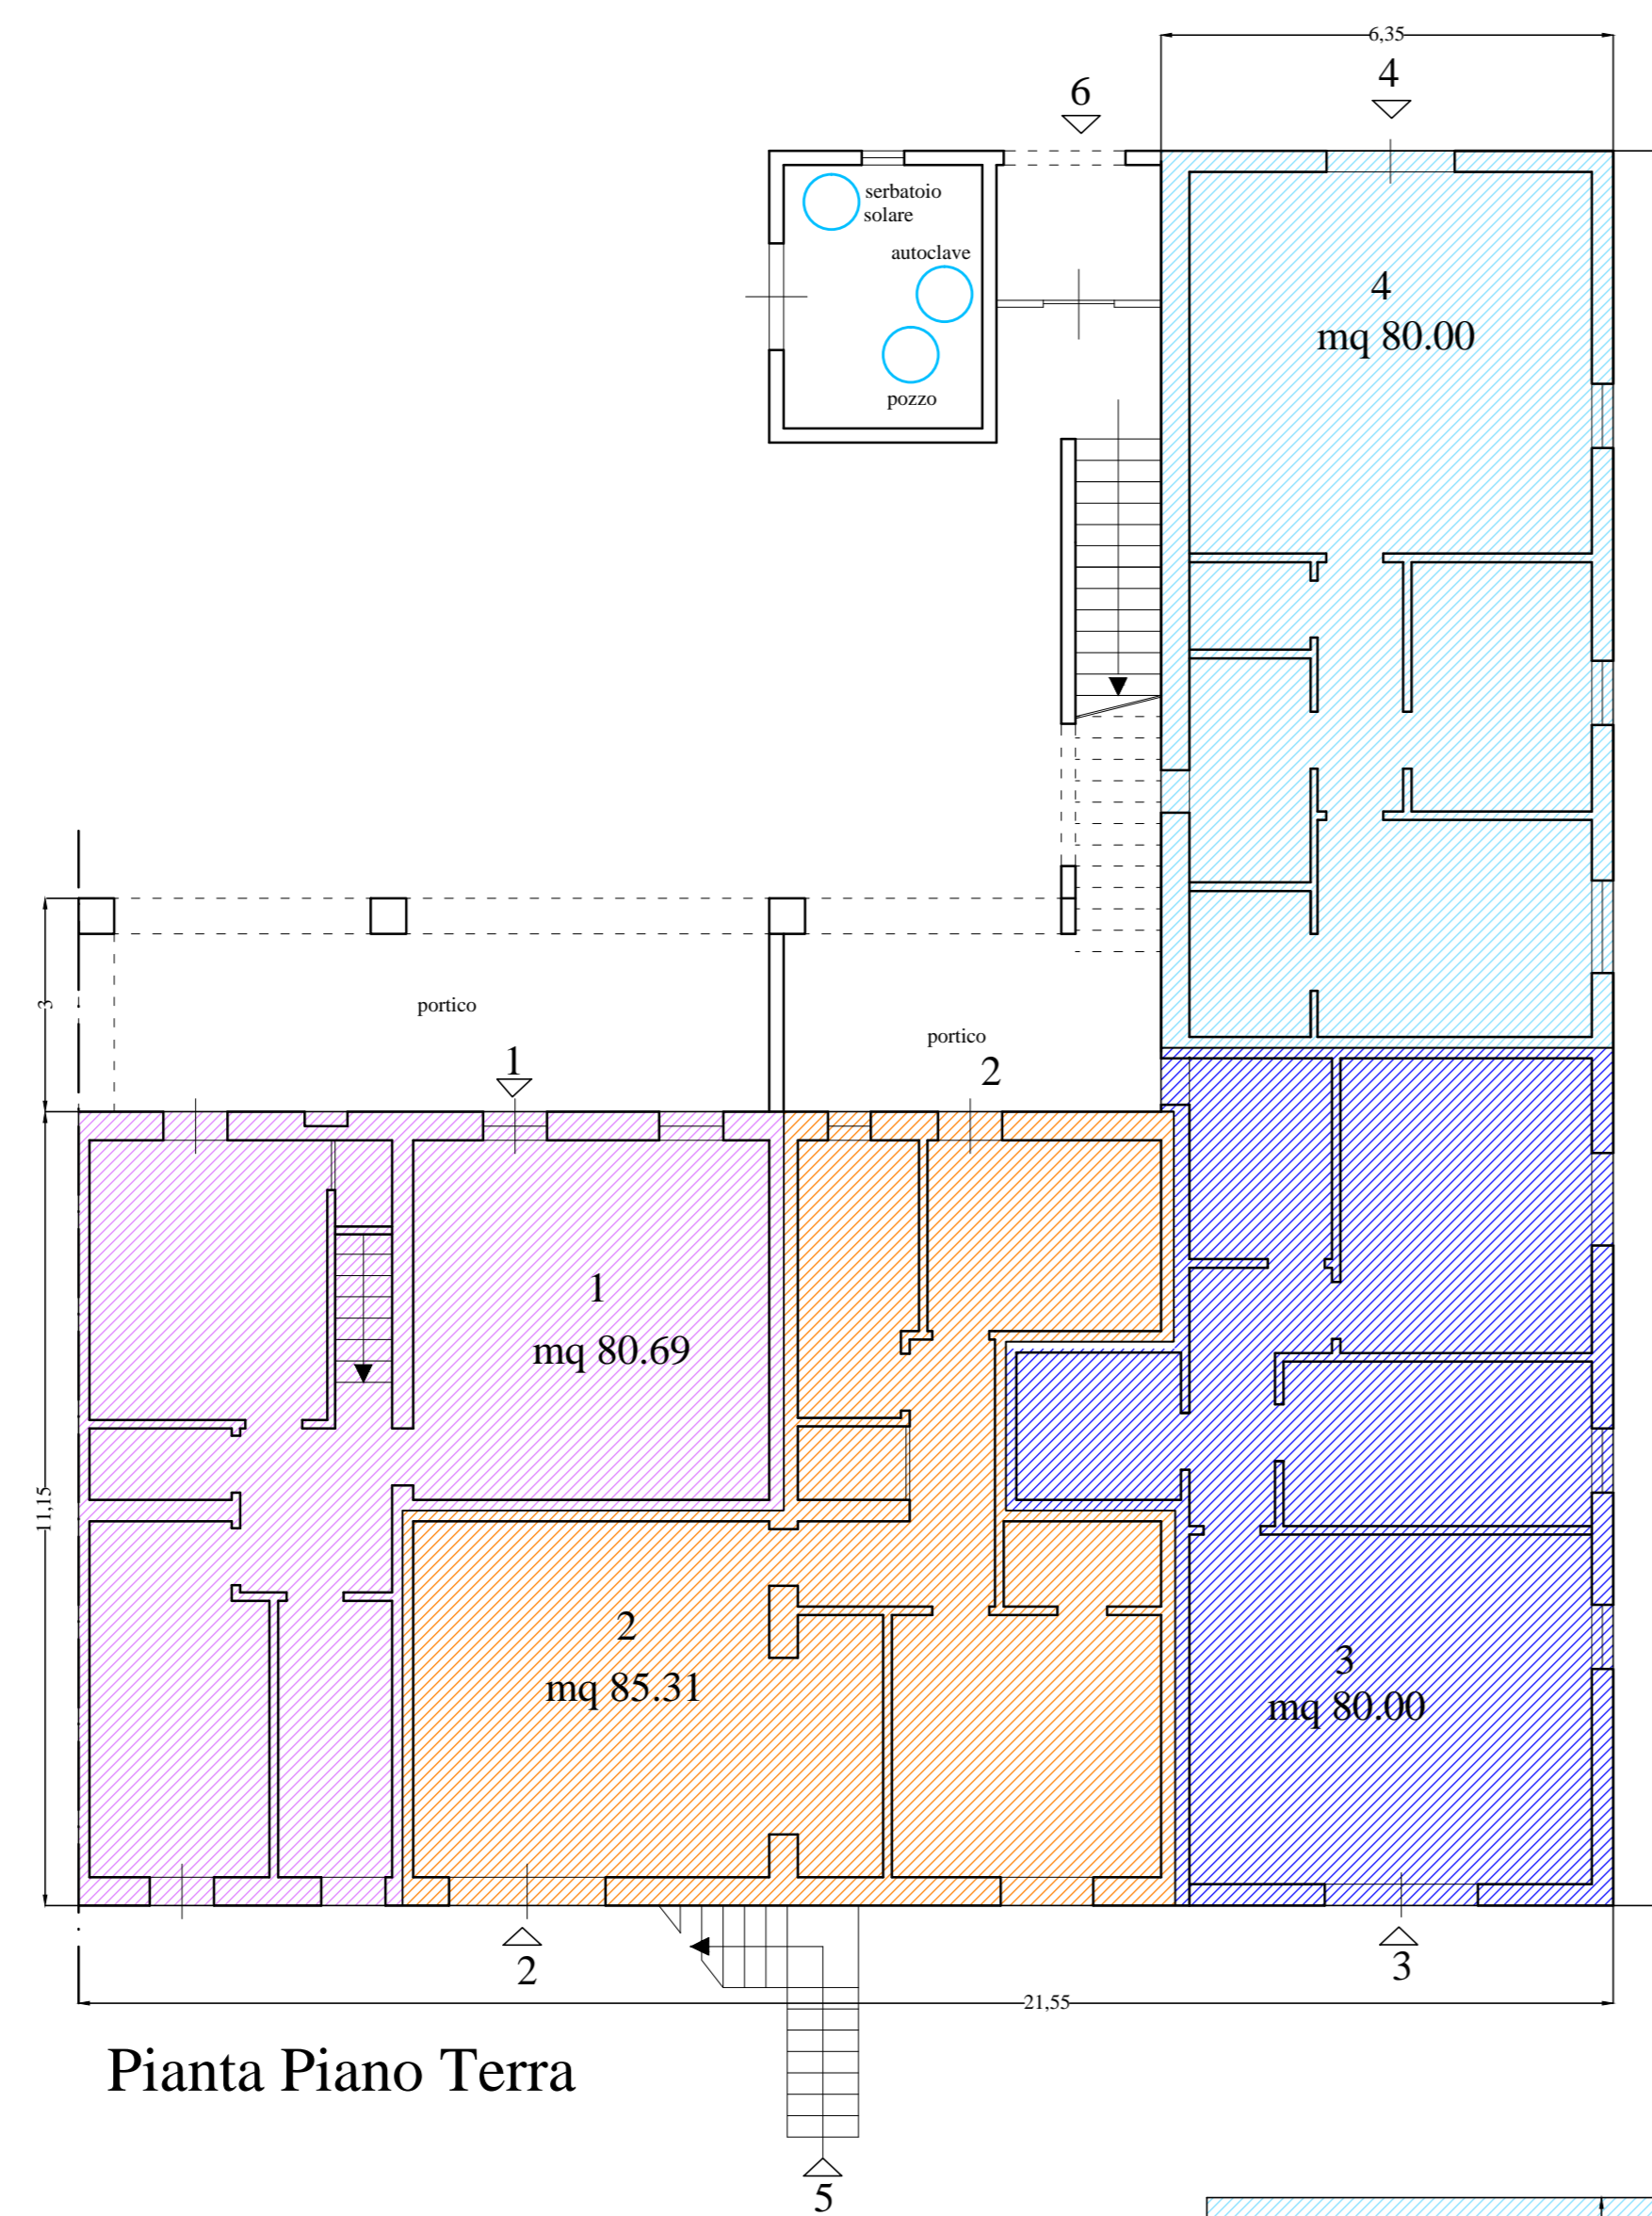 6,35
4
6
serbatoio
solare
autoclave
pozzo
4
mq 80.00
3
portico
portico
1
2
1
mq 80.69
11,15
2
mq 85.31
3
mq 80.00
2
3
21,55
Pianta Piano Terra
5